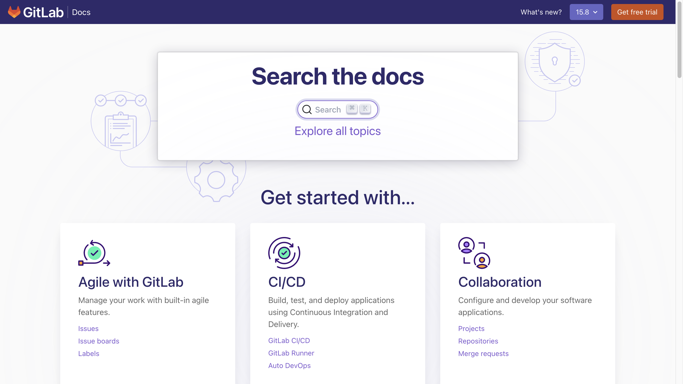 GitLab Docs What's new? 15.8 Get free trial
Search the docs
Search
Explore all topics
Get started with...
Agile with GitLab
Manage your work with built-in agile
features.
Issues
Issue boards
Labels
CI/CD
Build, test, and deploy applications
using Continuous Integration and
Delivery.
GitLab CI/CD
GitLab Runner
Auto DevOps
Collaboration
Configure and develop your software
applications.
Projects
Repositories
Merge requests